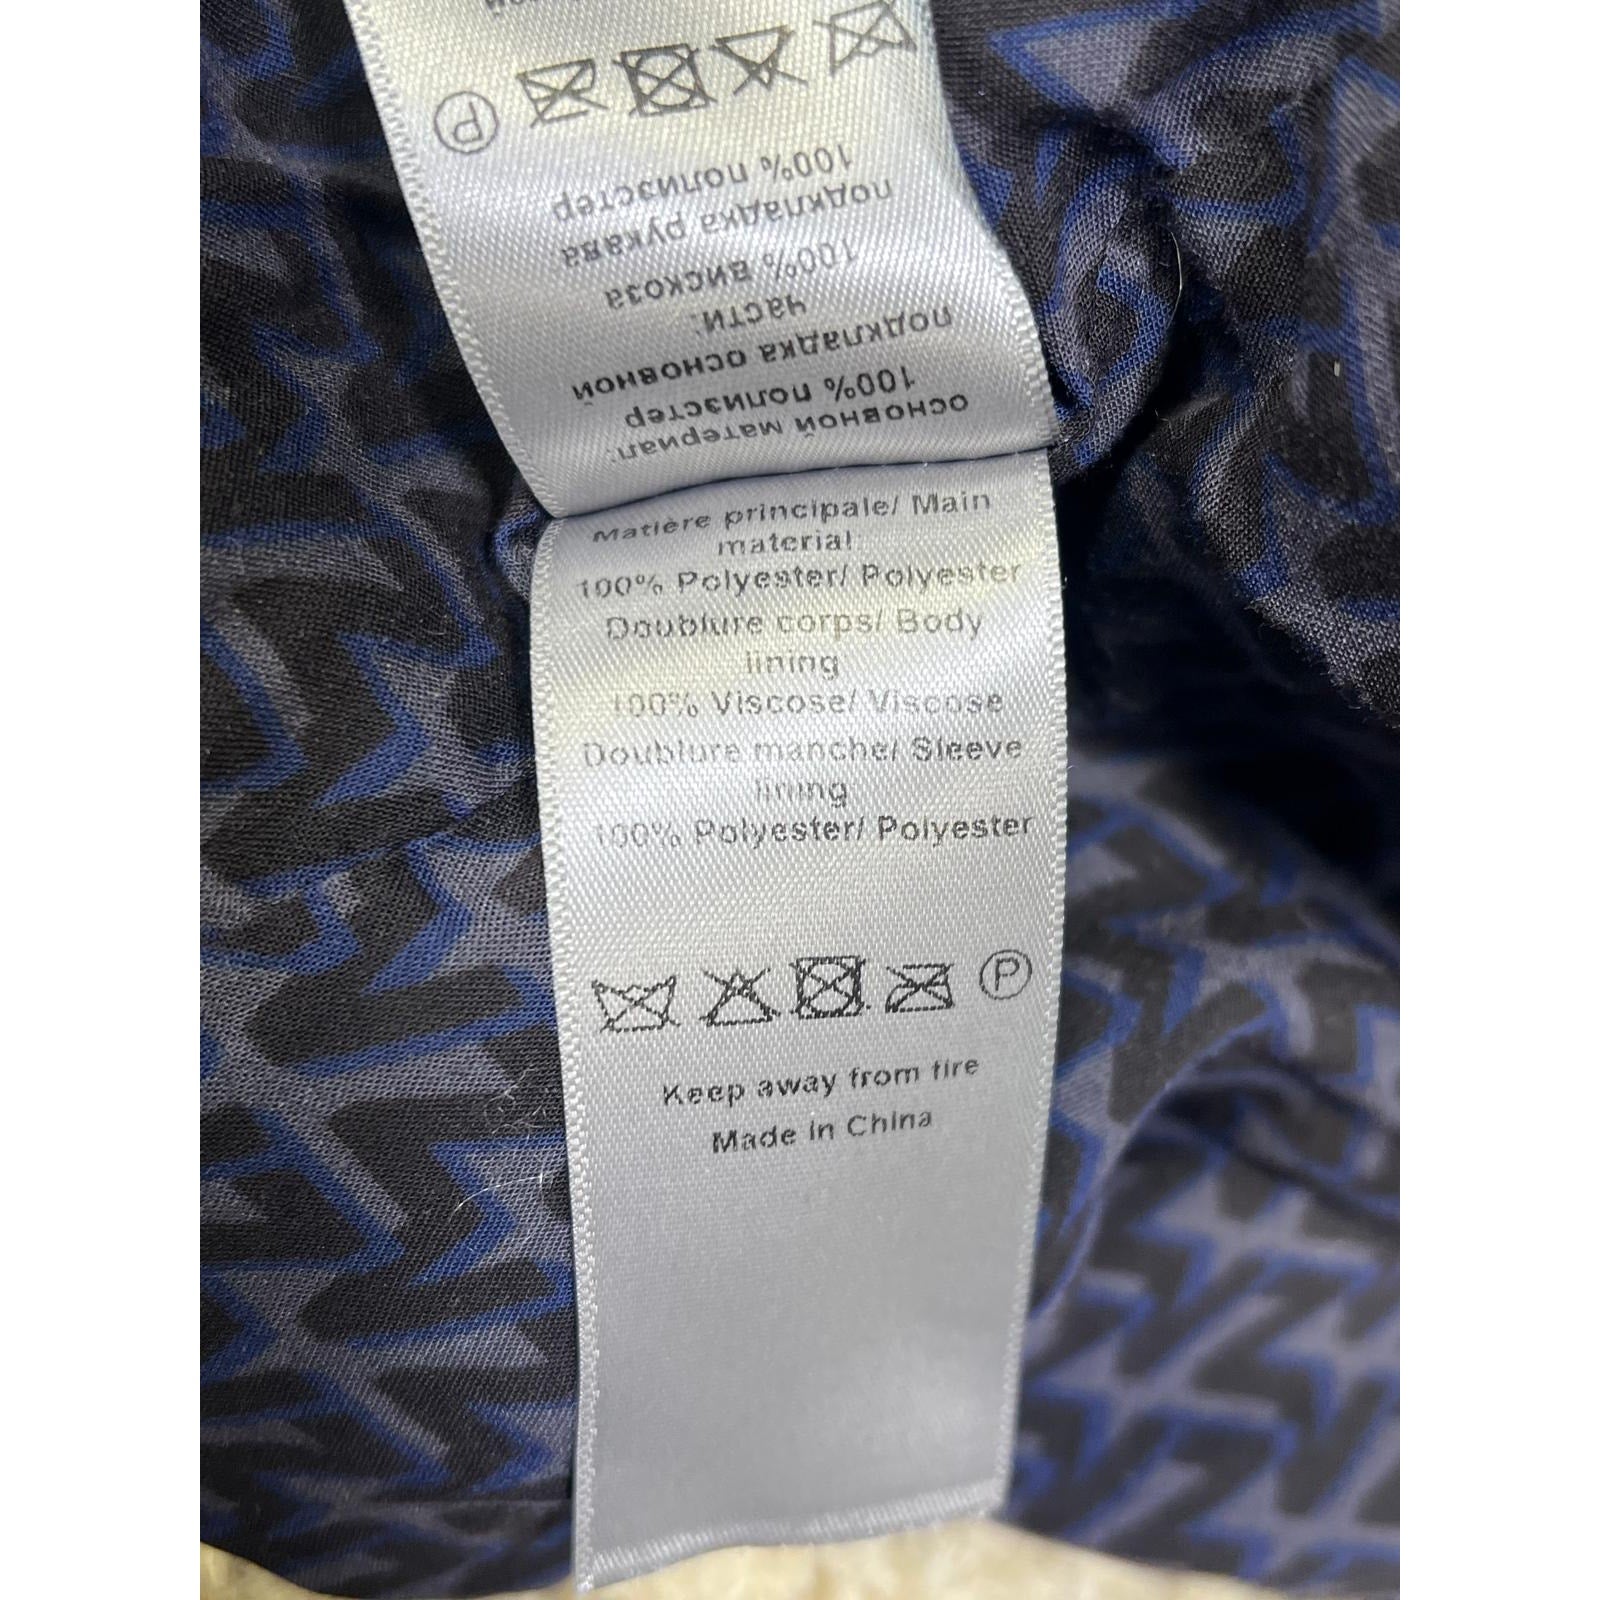 основной материал:
100% полиэстер
подкладка основной
части:
100% вискоза
подкладка рукава
100% полиэстер
P
Matière principale/ Main
material:
100% Polyester/ Polyester
Doublure corps/ Body
lining
100% Viscose/ Viscose
Doublure manche/ Sleeve
lining
100% Polyester/ Polyester
P
Keep away from fire
Made in China